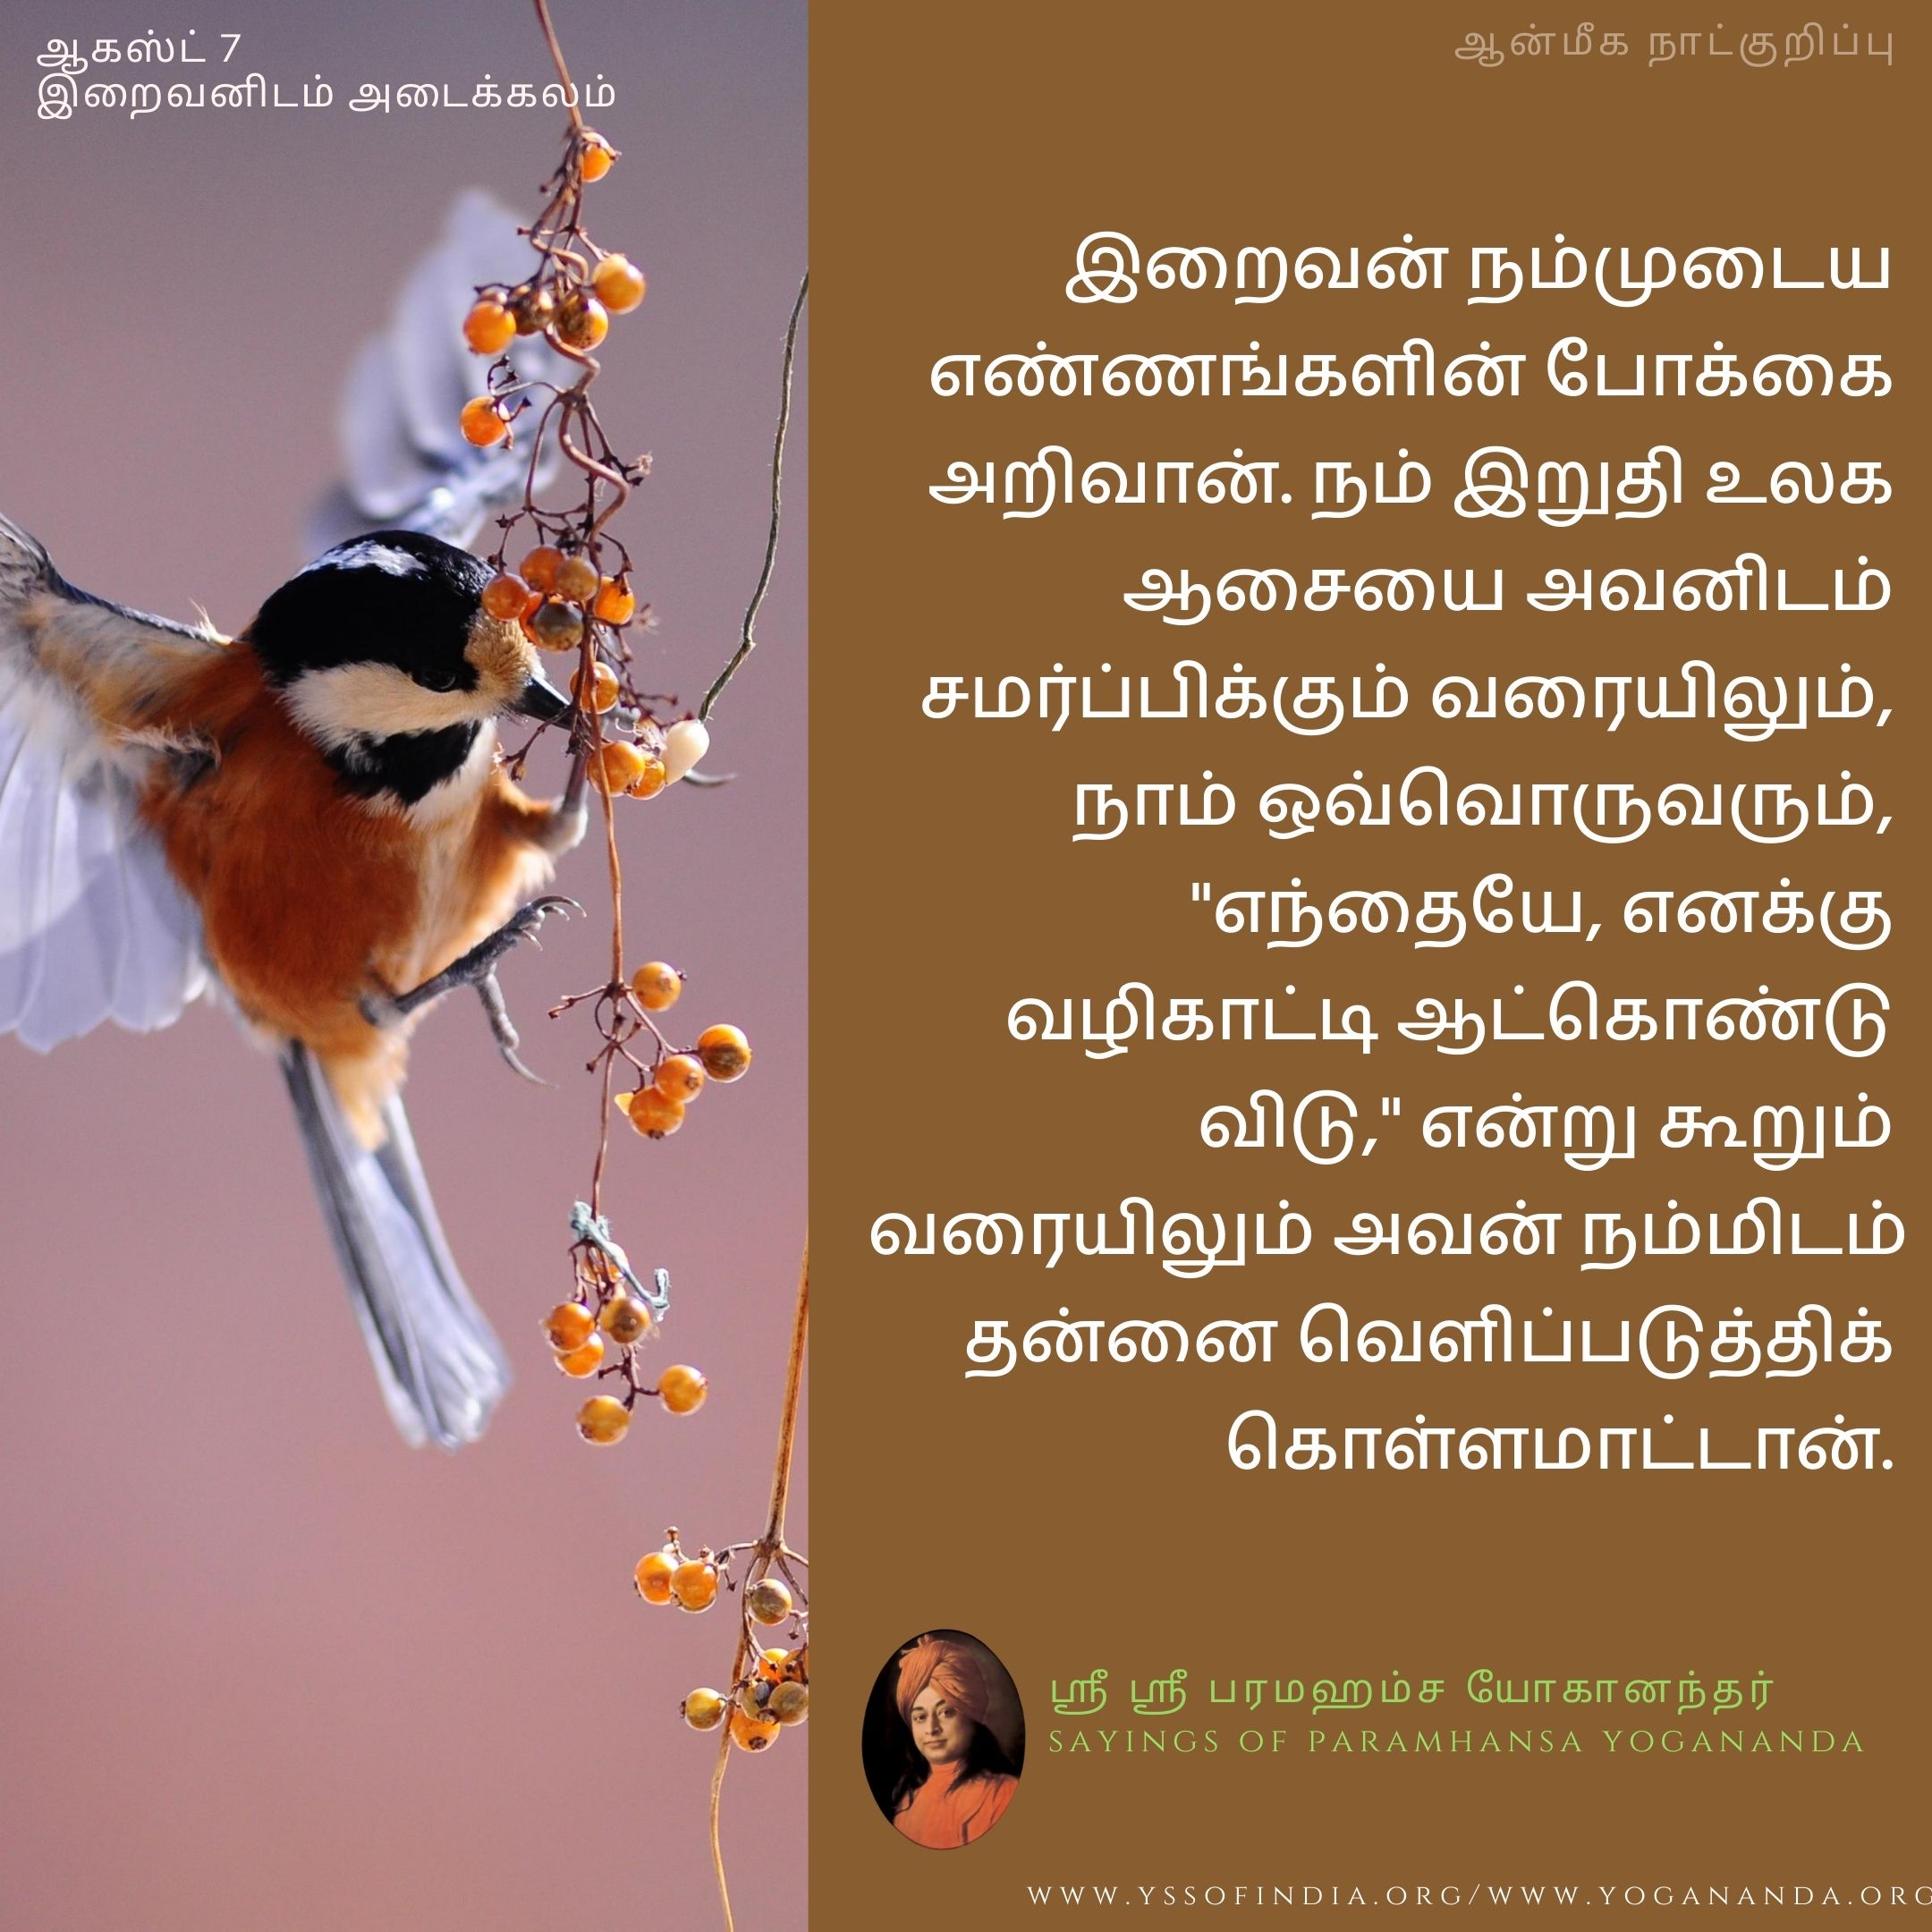 ஆகஸ்ட் 7
இறைவனிடம் அடைக்கலம்
ஆன்மீக நாட்குறிப்பு
இறைவன் நம்முடைய
எண்ணங்களின் போக்கை
அறிவான். நம் இறுதி உலக
ஆசையை அவனிடம்
சமர்ப்பிக்கும் வரையிலும்,
நாம் ஒவ்வொருவரும்,
"எந்தையே, எனக்கு
வழிகாட்டி ஆட்கொண்டு
விடு," என்று கூறும்
வரையிலும் அவன் நம்மிடம்
தன்னை வெளிப்படுத்திக்
கொள்ளமாட்டான்.
ஸ்ரீ ஸ்ரீ பரமஹம்ச யோகானந்தர்
SAYINGS OF PARAMHANSA YOGANANDA
WWW.YSSOFINDIA.ORG/WWW.YOGANANDA.ORG